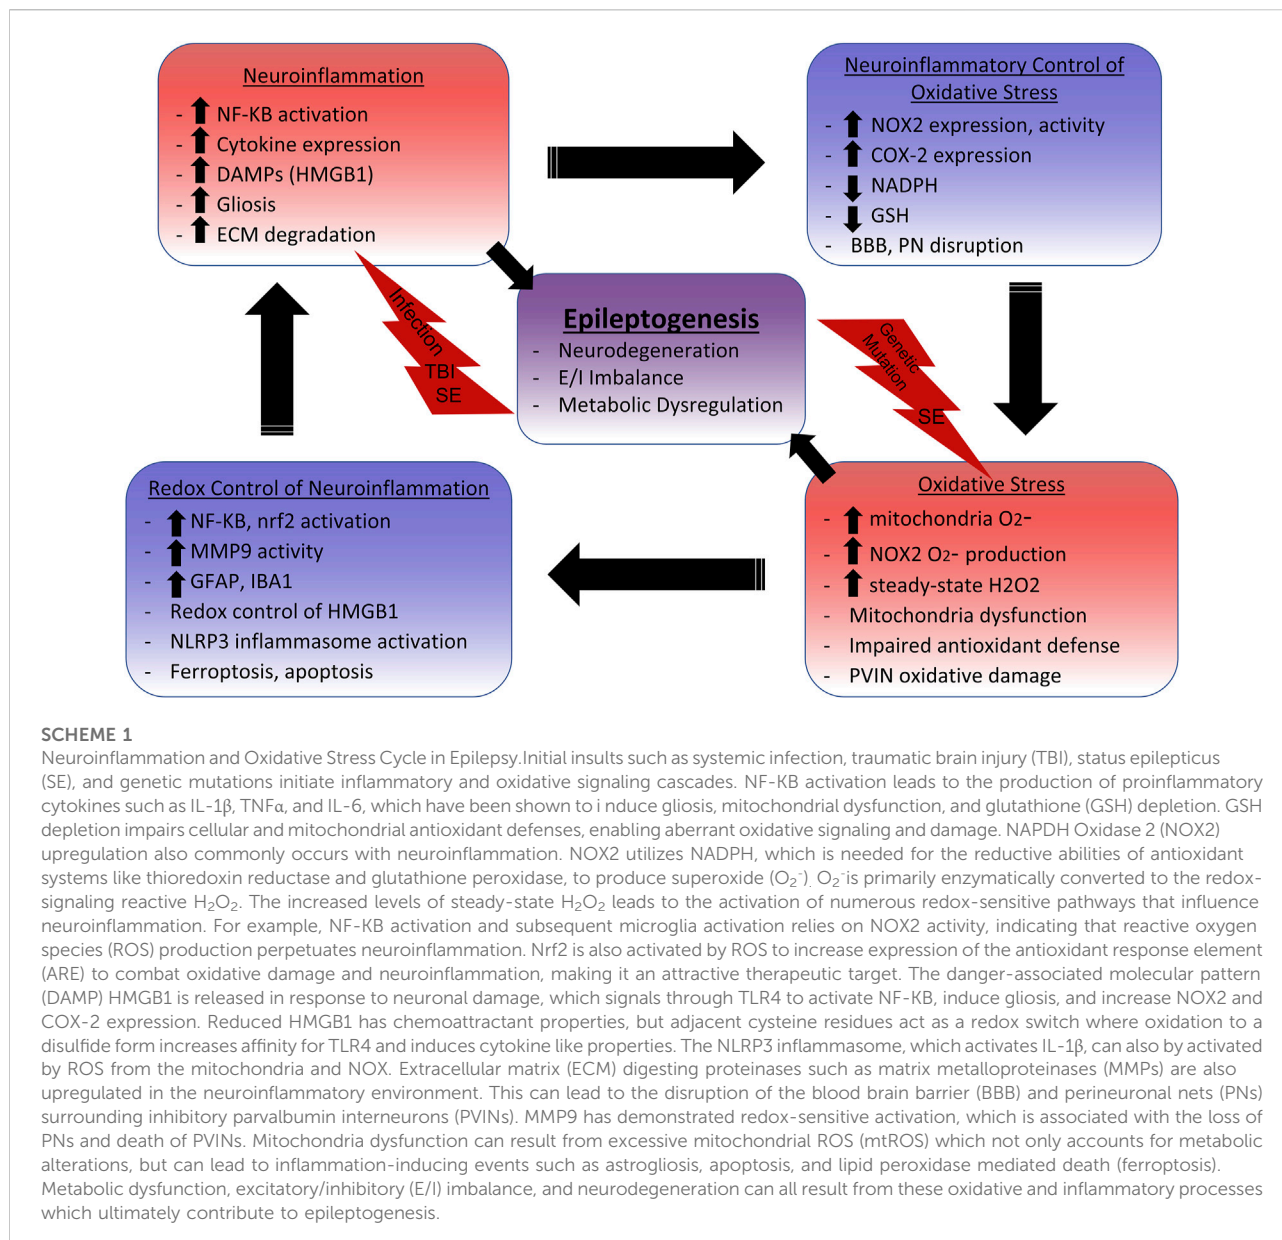 Neuroinflammation
- ⬆ NF-KB activation
- ⬆ Cytokine expression
- ⬆ DAMPs (HMGB1)
- ⬆ Gliosis
- ⬆ ECM degradation
Neuroinflammatory Control of
Oxidative Stress
- ⬆ NOX2 expression, activity
- ⬆ COX-2 expression
- ⬇ NADPH
- ⬇ GSH
- BBB, PN disruption
Infection
TBI
SE
Epileptogenesis
- Neurodegeneration
- E/I Imbalance
- Metabolic Dysregulation
Genetic
Mutation
SE
Redox Control of Neuroinflammation
- ⬆ NF-KB, nrf2 activation
- ⬆ MMP9 activity
- ⬆ GFAP, IBA1
- Redox control of HMGB1
- NLRP3 inflammasome activation
- Ferroptosis, apoptosis
Oxidative Stress
- ⬆ mitochondria O2-
- ⬆ NOX2 O2- production
- ⬆ steady-state H2O2
- Mitochondria dysfunction
- Impaired antioxidant defense
- PVIN oxidative damage
SCHEME 1
Neuroinflammation and Oxidative Stress Cycle in Epilepsy.Initial insults such as systemic infection, traumatic brain injury (TBI), status epilepticus
(SE), and genetic mutations initiate inflammatory and oxidative signaling cascades. NF-KB activation leads to the production of proinflammatory
cytokines such as IL-1β, TNFα, and IL-6, which have been shown to i nduce gliosis, mitochondrial dysfunction, and glutathione (GSH) depletion. GSH
depletion impairs cellular and mitochondrial antioxidant defenses, enabling aberrant oxidative signaling and damage. NAPDH Oxidase 2 (NOX2)
upregulation also commonly occurs with neuroinflammation. NOX2 utilizes NADPH, which is needed for the reductive abilities of antioxidant
systems like thioredoxin reductase and glutathione peroxidase, to produce superoxide (O₂⁻). O₂⁻is primarily enzymatically converted to the redox-
signaling reactive H₂O₂. The increased levels of steady-state H₂O₂ leads to the activation of numerous redox-sensitive pathways that influence
neuroinflammation. For example, NF-KB activation and subsequent microglia activation relies on NOX2 activity, indicating that reactive oxygen
species (ROS) production perpetuates neuroinflammation. Nrf2 is also activated by ROS to increase expression of the antioxidant response element
(ARE) to combat oxidative damage and neuroinflammation, making it an attractive therapeutic target. The danger-associated molecular pattern
(DAMP) HMGB1 is released in response to neuronal damage, which signals through TLR4 to activate NF-KB, induce gliosis, and increase NOX2 and
COX-2 expression. Reduced HMGB1 has chemoattractant properties, but adjacent cysteine residues act as a redox switch where oxidation to a
disulfide form increases affinity for TLR4 and induces cytokine like properties. The NLRP3 inflammasome, which activates IL-1β, can also by activated
by ROS from the mitochondria and NOX. Extracellular matrix (ECM) digesting proteinases such as matrix metalloproteinases (MMPs) are also
upregulated in the neuroinflammatory environment. This can lead to the disruption of the blood brain barrier (BBB) and perineuronal nets (PNs)
surrounding inhibitory parvalbumin interneurons (PVINs). MMP9 has demonstrated redox-sensitive activation, which is associated with the loss of
PNs and death of PVINs. Mitochondria dysfunction can result from excessive mitochondrial ROS (mtROS) which not only accounts for metabolic
alterations, but can lead to inflammation-inducing events such as astrogliosis, apoptosis, and lipid peroxidase mediated death (ferroptosis).
Metabolic dysfunction, excitatory/inhibitory (E/I) imbalance, and neurodegeneration can all result from these oxidative and inflammatory processes
which ultimately contribute to epileptogenesis.